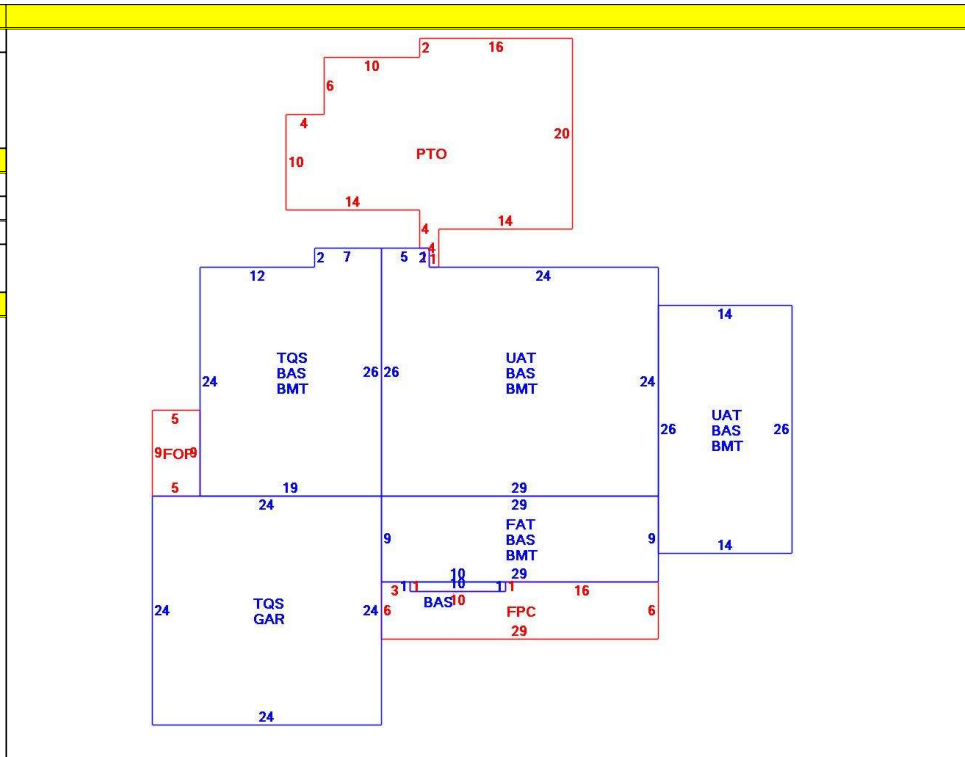 2 16
10
6
4
20
10
PTO
14
14
4
4
1
2 7 5 2
12 24
14
TQS
BAS
BMT
UAT
BAS
BMT
24 26 26 24
UAT
BAS
BMT
26 26
5
9 FOP 9
5 19 29
24 29
FAT
BAS
BMT
9 9
14
10 29
3 1 1 10 1 1 16
BAS 10
TQS
GAR
24 24 6 FPC 6
29
24